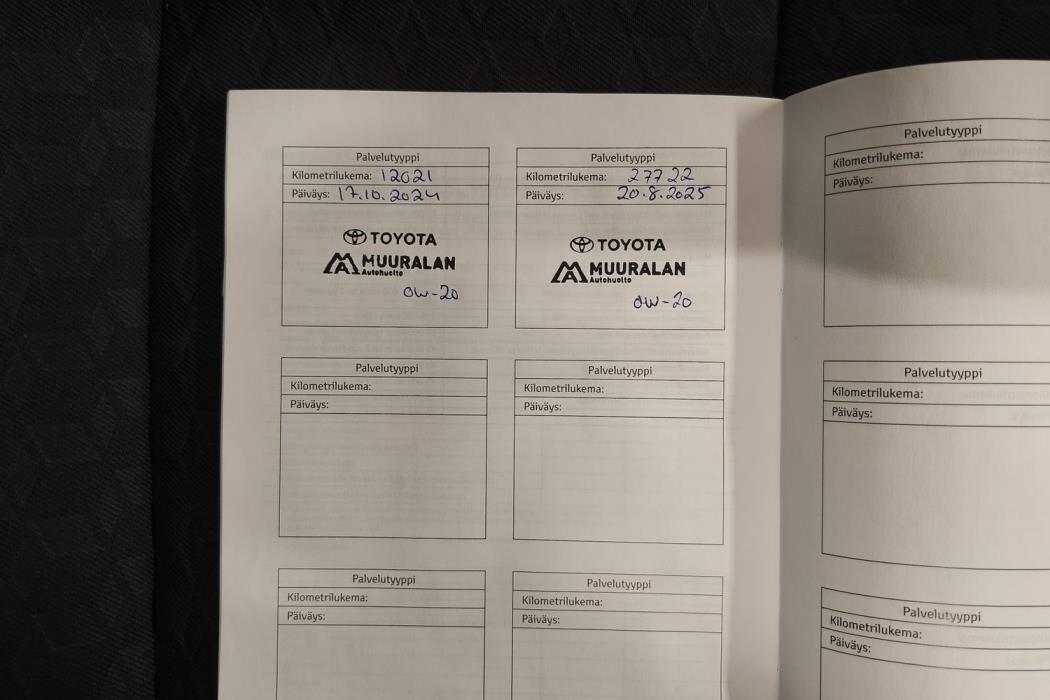 Palvelutyyppi
Kilometrilukema: 12021
Päiväys: 17.10.2024
TOYOTA
MUURALAN
Autohuolto
0W-20
Palvelutyyppi
Kilometrilukema: 27722
Päiväys: 20.8.2025
TOYOTA
MUURALAN
Autohuolto
0W-20
Palvelutyyppi
Kilometrilukema:
Päiväys:
Palvelutyyppi
Kilometrilukema:
Päiväys:
Palvelutyyppi
Kilometrilukema:
Päiväys:
Palvelutyyppi
Kilometrilukema:
Päiväys:
Palvelutyyppi
Kilometrilukema:
Päiväys:
Palvelutyyppi
Kilometrilukema:
Päiväys:
Palvelutyyppi
Kilometrilukema:
Päiväys: